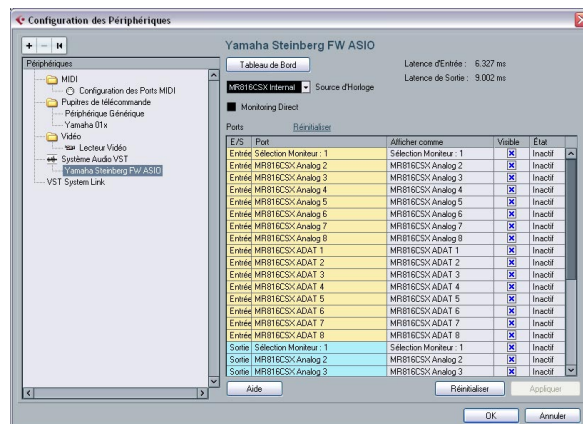 Configuration des Périphériques
Périphériques
MIDI
Configuration des Ports MIDI
Pupitres de télécommande
Périphérique Générique
Yamaha 01x
Vidéo
Lecteur Vidéo
Système Audio VST
Yamaha Steinberg FW ASIO
VST System Link
Yamaha Steinberg FW ASIO
Tableau de Bord
Latence d'Entrée : 6.327 ms
Latence de Sortie : 9.002 ms
MR816CSX Internal Source d'Horloge
Monitoring Direct
Ports Réinitialiser
E/S Port Afficher comme Visible État
Entrée Sélection Moniteur : 1 Sélection Moniteur : 1 Inactif
Entrée MR816CSX Analog 2 MR816CSX Analog 2 Inactif
Entrée MR816CSX Analog 3 MR816CSX Analog 3 Inactif
Entrée MR816CSX Analog 4 MR816CSX Analog 4 Inactif
Entrée MR816CSX Analog 5 MR816CSX Analog 5 Inactif
Entrée MR816CSX Analog 6 MR816CSX Analog 6 Inactif
Entrée MR816CSX Analog 7 MR816CSX Analog 7 Inactif
Entrée MR816CSX Analog 8 MR816CSX Analog 8 Inactif
Entrée MR816CSX ADAT 1 MR816CSX ADAT 1 Inactif
Entrée MR816CSX ADAT 2 MR816CSX ADAT 2 Inactif
Entrée MR816CSX ADAT 3 MR816CSX ADAT 3 Inactif
Entrée MR816CSX ADAT 4 MR816CSX ADAT 4 Inactif
Entrée MR816CSX ADAT 5 MR816CSX ADAT 5 Inactif
Entrée MR816CSX ADAT 6 MR816CSX ADAT 6 Inactif
Entrée MR816CSX ADAT 7 MR816CSX ADAT 7 Inactif
Entrée MR816CSX ADAT 8 MR816CSX ADAT 8 Inactif
Sortie Sélection Moniteur : 1 Sélection Moniteur : 1 Inactif
Sortie MR816CSX Analog 2 MR816CSX Analog 2 Inactif
Sortie MR816CSX Analog 3 MR816CSX Analog 3 Inactif
Aide Réinitialiser Appliquer
OK Annuler